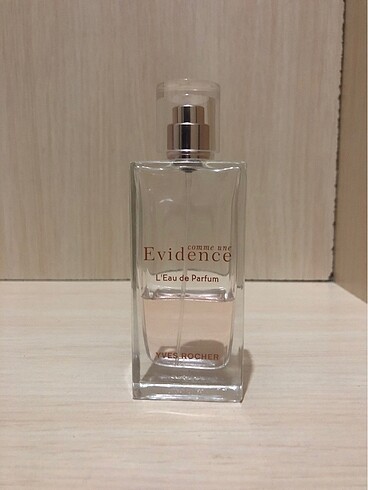 comme une
Evidence
L'Eau de Parfum
YVES ROCHER